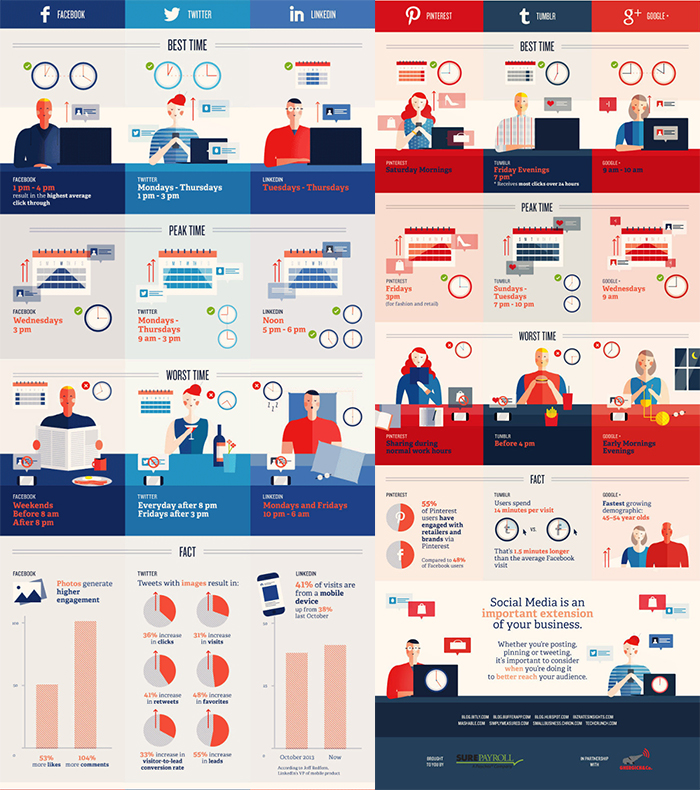 FACEBOOK
TWITTER
LINKEDIN
BEST TIME
FACEBOOK
1 pm - 4 pm
result in the highest average
click through
TWITTER
Mondays - Thursdays
1 pm - 3 pm
LINKEDIN
Tuesdays - Thursdays
PEAK TIME
FACEBOOK
Wednesdays
3 pm
TWITTER
Mondays -
Thursdays
9 am - 3 pm
LINKEDIN
Noon
5 pm - 6 pm
WORST TIME
FACEBOOK
Weekends
Before 8 am
After 8 pm
TWITTER
Everyday after 8 pm
Fridays after 3 pm
LINKEDIN
Mondays and Fridays
10 pm - 6 am
FACT
FACEBOOK
Photos generate
higher
engagement
53%
more likes
104%
more comments
TWITTER
Tweets with images result in:
36% increase
in clicks
31% increase
in visits
41% increase
in retweets
48% increase
in favorites
33% increase in
visitor-to-lead
conversion rate
55% increase
in leads
LINKEDIN
41% of visits are
from a mobile
device
up from 38%
last October
50
0
October 2013
Now
LinkedIn's VP of mobile product
PINTEREST
t
TUMBLR
g+
GOOGLE +
BEST TIME
PINTEREST
Saturday Mornings
TUMBLR
Friday Evenings
7 pm*
* Receives most clicks over 24 hours
GOOGLE +
9 am - 10 am
PEAK TIME
PINTEREST
Fridays
3pm
(for fashion and retail)
TUMBLR
Sundays -
Tuesdays
7 pm - 10 pm
GOOGLE +
Wednesdays
9 am
WORST TIME
PINTEREST
Sharing during
normal work hours
TUMBLR
Before 4 pm
GOOGLE +
Early Mornings
Evenings
FACT
PINTEREST
55%
of Pinterest
users have
engaged with
retailers and
brands via
Pinterest
Compared to 48% of
Facebook users
TUMBLR
Users spend
14 minutes per visit
t
VS.
f
That's 1.5 minutes longer
than the average Facebook
visit
GOOGLE +
Fastest growing
demographic:
45-54 year olds
Social Media is an
important extension
of your business.
Whether you're posting,
pinning or tweeting,
it's important to consider
when you're doing it
to better reach your audience.
BLOG.BITLY.COM BLOG.BUFFERAPP.COM BLOG.HUBSPOT.COM BIZRATEINSIGHTS.COM
MASHABLE.COM SIMPLYMEASURED.COM SMALLBUSINESS.CHRON.COM TECHCRUNCH.COM
BROUGHT
TO YOU BY
SUREPAYROLL
IN PARTNERSHIP
WITH